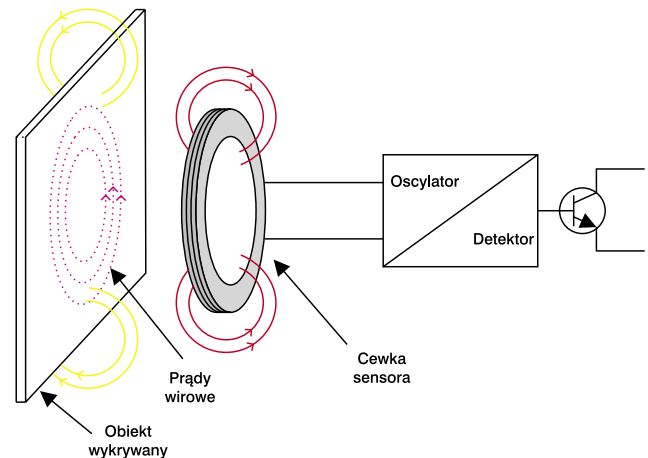 Oscylator
Detektor
Prądy
wirowe
Cewka
sensora
Obiekt
wykrywany